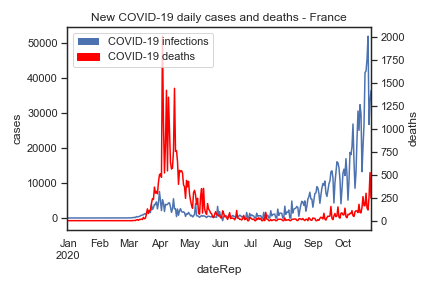 New COVID-19 daily cases and deaths - France
COVID-19 infections
COVID-19 deaths
cases
50000
40000
30000
20000
10000
0
deaths
2000
1750
1500
1250
1000
750
500
250
0
Jan Feb Mar Apr May Jun Jul Aug Sep Oct
2020
dateRep